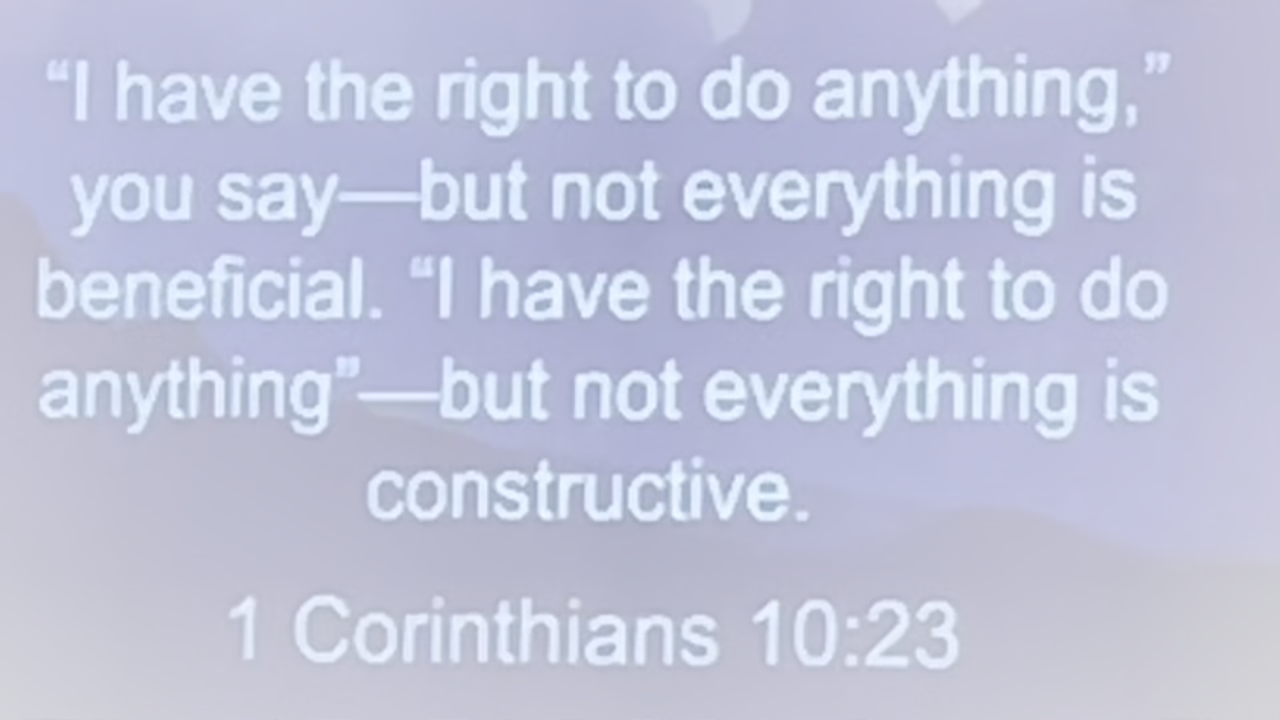 “I have the right to do anything,”
you say—but not everything is
beneficial. “I have the right to do
anything”—but not everything is
constructive.
1 Corinthians 10:23